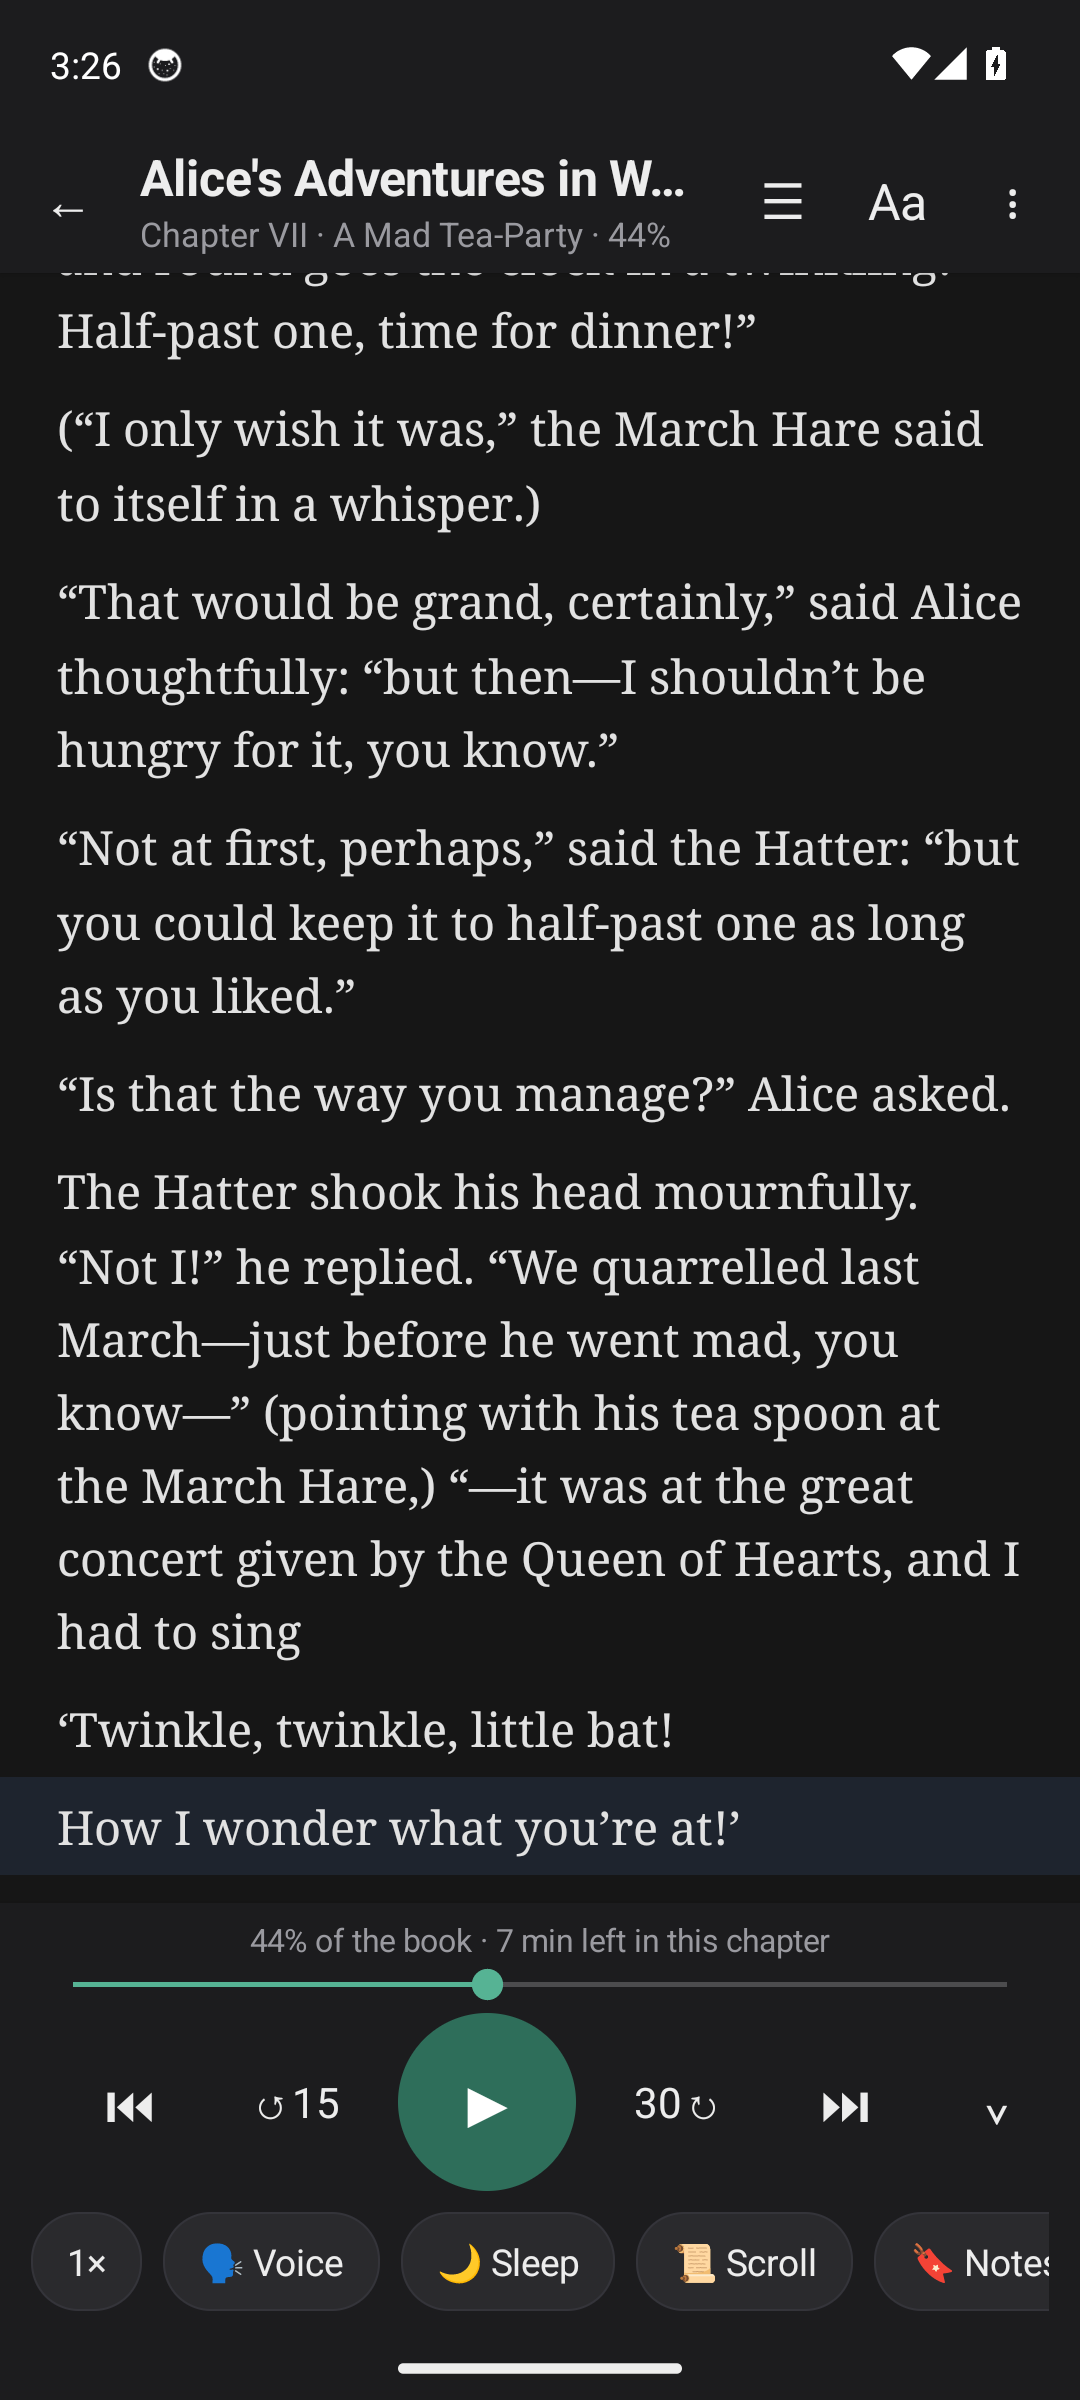 3:26
Alice's Adventures in W...
Aa
Chapter VII · A Mad Tea-Party · 44%
Half-past one, time for dinner!”
(“I only wish it was,” the March Hare said
to itself in a whisper.)
“That would be grand, certainly,” said Alice
thoughtfully: “but then—I shouldn’t be
hungry for it, you know.”
“Not at first, perhaps,” said the Hatter: “but
you could keep it to half-past one as long
as you liked.”
“Is that the way you manage?” Alice asked.
The Hatter shook his head mournfully.
“Not I!” he replied. “We quarrelled last
March—just before he went mad, you
know—” (pointing with his tea spoon at
the March Hare,) “—it was at the great
concert given by the Queen of Hearts, and I
had to sing
‘Twinkle, twinkle, little bat!
How I wonder what you’re at!’
44% of the book · 7 min left in this chapter
15
30
1×
Voice
Sleep
Scroll
Notes